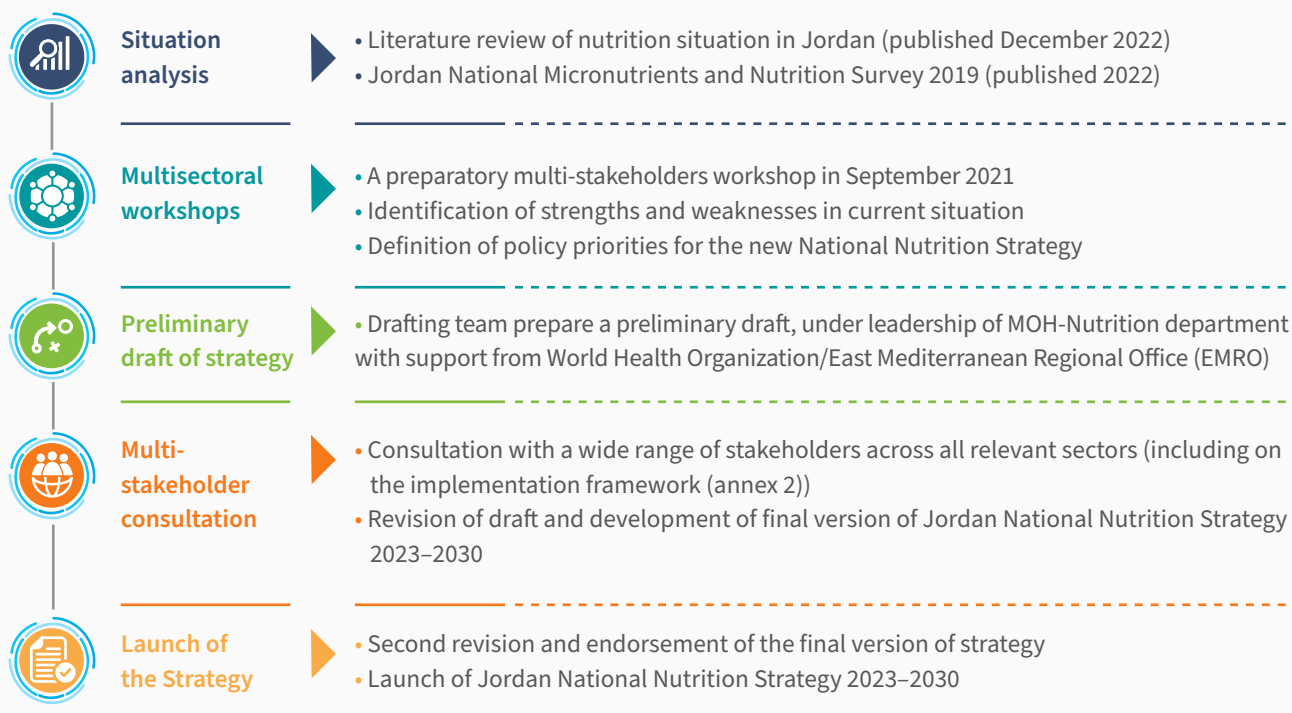 Situation
analysis
• Literature review of nutrition situation in Jordan (published December 2022)
• Jordan National Micronutrients and Nutrition Survey 2019 (published 2022)
Multisectoral
workshops
• A preparatory multi-stakeholders workshop in September 2021
• Identification of strengths and weaknesses in current situation
• Definition of policy priorities for the new National Nutrition Strategy
Preliminary
draft of strategy
• Drafting team prepare a preliminary draft, under leadership of MOH-Nutrition department
with support from World Health Organization/East Mediterranean Regional Office (EMRO)
Multi-
stakeholder
consultation
• Consultation with a wide range of stakeholders across all relevant sectors (including on
the implementation framework (annex 2))
• Revision of draft and development of final version of Jordan National Nutrition Strategy
2023–2030
Launch of
the Strategy
• Second revision and endorsement of the final version of strategy
• Launch of Jordan National Nutrition Strategy 2023–2030